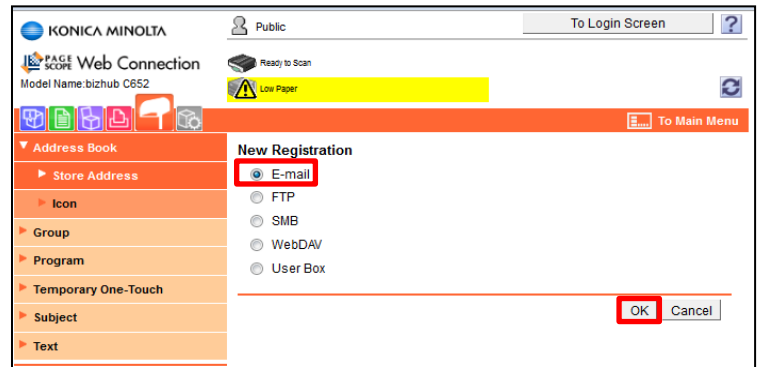 KONICA MINOLTA
Public
To Login Screen
?
PAGE SCOPE Web Connection
Ready to Scan
Model Name:bizhub C652
Low Paper
To Main Menu
Address Book
New Registration
Store Address
E-mail
Icon
FTP
SMB
Group
WebDAV
Program
User Box
Temporary One-Touch
Subject
OK Cancel
Text